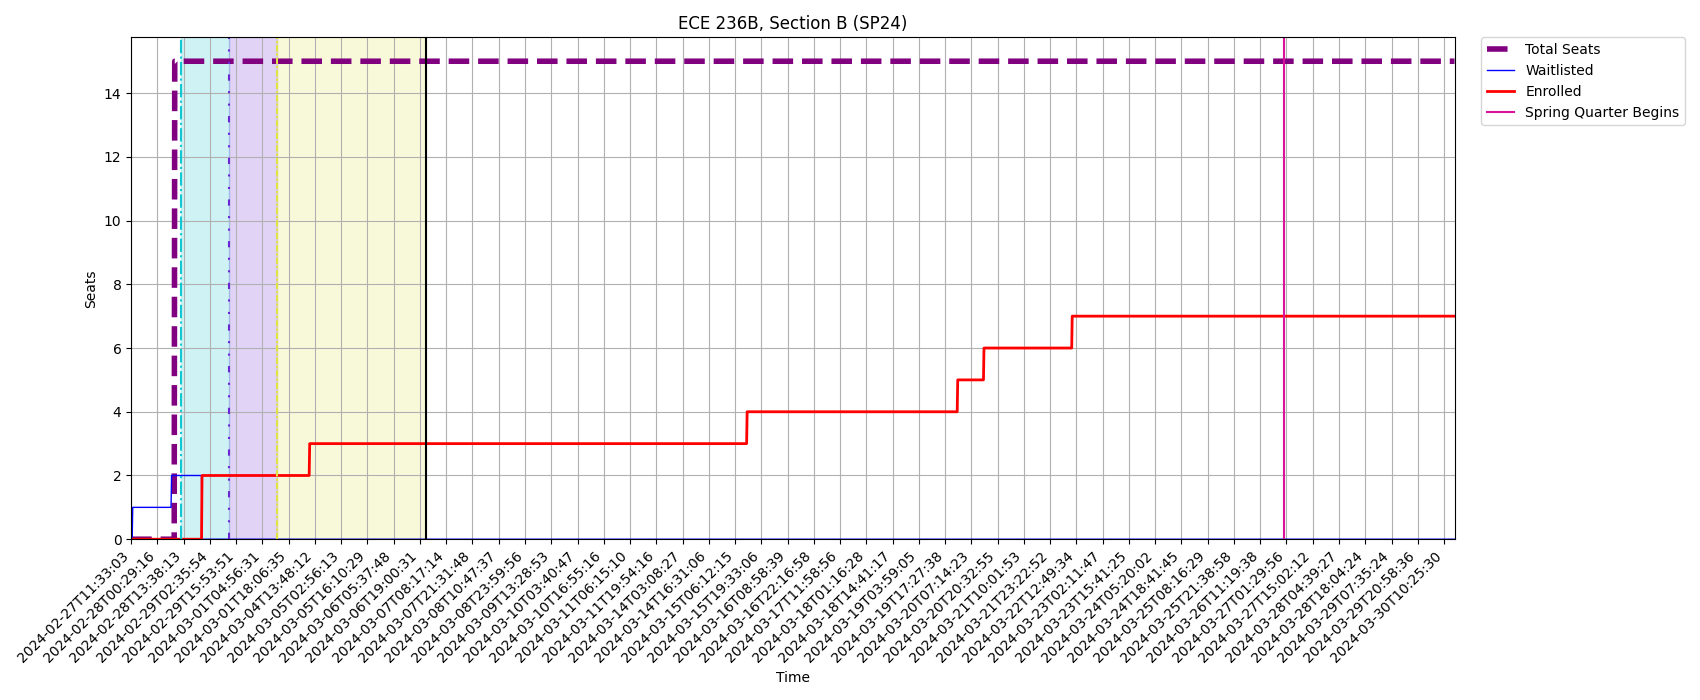 ECE 236B, Section B (SP24)
Total Seats
Waitlisted
Enrolled
Spring Quarter Begins
Seats
14
12
10
8
6
4
2
0
2024-02-27T11:33:03
2024-02-28T00:29:16
2024-02-28T13:38:13
2024-02-29T02:35:54
2024-02-29T15:53:51
2024-03-01T04:56:31
2024-03-01T18:06:35
2024-03-04T13:48:12
2024-03-05T02:56:13
2024-03-05T16:10:29
2024-03-06T05:37:48
2024-03-06T19:00:31
2024-03-07T08:17:14
2024-03-07T21:31:48
2024-03-08T10:47:37
2024-03-08T23:59:56
2024-03-09T13:28:53
2024-03-10T03:40:47
2024-03-10T16:55:16
2024-03-11T06:15:10
2024-03-11T19:54:16
2024-03-14T03:08:27
2024-03-14T16:31:06
2024-03-15T06:12:15
2024-03-15T19:33:06
2024-03-16T08:58:39
2024-03-16T22:16:58
2024-03-17T11:58:56
2024-03-18T01:16:28
2024-03-18T14:41:17
2024-03-19T03:59:05
2024-03-19T17:27:38
2024-03-20T07:14:23
2024-03-20T20:32:55
2024-03-21T10:01:53
2024-03-21T23:22:52
2024-03-22T12:49:34
2024-03-23T02:11:47
2024-03-23T15:41:25
2024-03-24T05:20:02
2024-03-24T18:41:45
2024-03-25T08:16:29
2024-03-25T21:38:58
2024-03-26T11:19:38
2024-03-27T01:29:56
2024-03-27T15:02:12
2024-03-28T04:39:27
2024-03-28T18:04:24
2024-03-29T07:35:24
2024-03-29T20:58:36
2024-03-30T10:25:30
Time